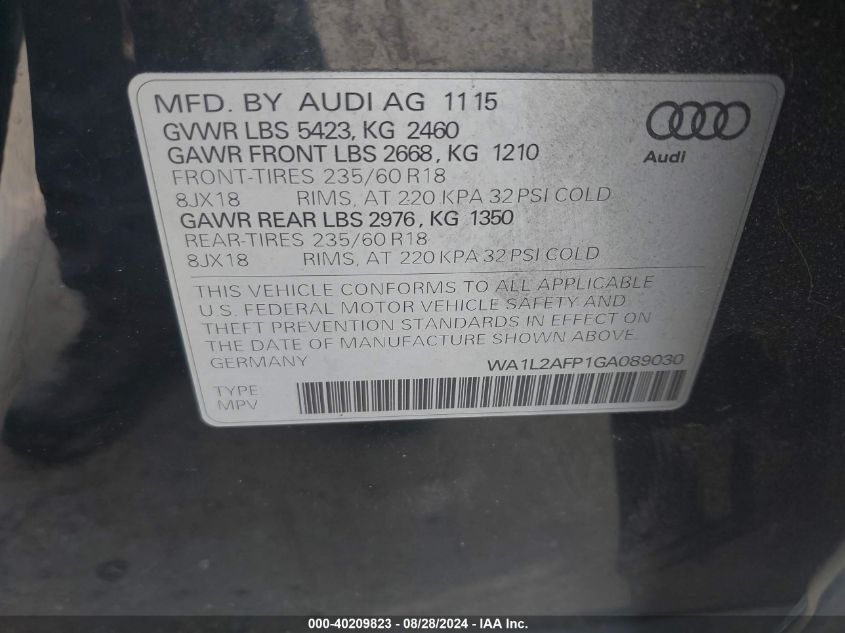 MFD. BY AUDI AG 11 15
GVWR LBS 5423, KG 2460
GAWR FRONT LBS 2668, KG 1210
FRONT-TIRES 235/60 R18
8JX18 RIMS, AT 220 KPA 32 PSI COLD
GAWR REAR LBS 2976, KG 1350
REAR-TIRES 235/60 R18
8JX18 RIMS, AT 220 KPA 32 PSI COLD
Audi
THIS VEHICLE CONFORMS TO ALL APPLICABLE
U.S. FEDERAL MOTOR VEHICLE SAFETY AND
THEFT PREVENTION STANDARDS IN EFFECT ON
THE DATE OF MANUFACTURE SHOWN ABOVE.
GERMANY WA1L2AFP1GA089030
TYPE:
MPV
000-40209823 - 08/28/2024 - IAA Inc.